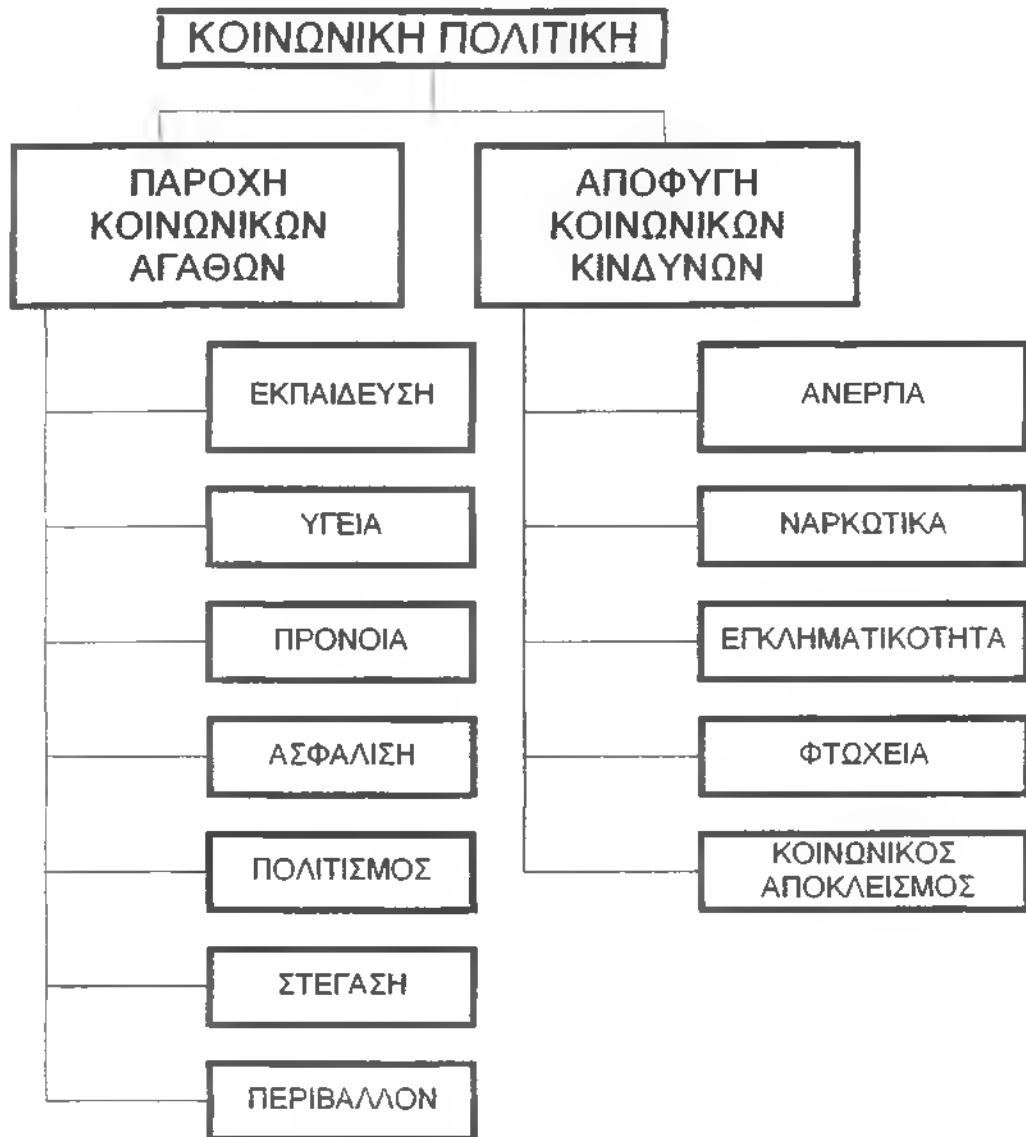 ΚΟΙΝΩΝΙΚΗ ΠΟΛΙΤΙΚΗ
ΠΑΡΟΧΗ
ΚΟΙΝΩΝΙΚΩΝ
ΑΓΑΘΩΝ
ΕΚΠΑΙΔΕΥΣΗ
ΥΓΕΙΑ
ΠΡΟΝΟΙΑ
ΑΣΦΑΛΙΣΗ
ΠΟΛΙΤΙΣΜΟΣ
ΣΤΕΓΑΣΗ
ΠΕΡΙΒΑΛΛΟΝ
ΑΠΟΦΥΓΗ
ΚΟΙΝΩΝΙΚΩΝ
ΚΙΝΔΥΝΩΝ
ΑΝΕΡΓΙΑ
ΝΑΡΚΩΤΙΚΑ
ΕΓΚΛΗΜΑΤΙΚΟΤΗΤΑ
ΦΤΩΧΕΙΑ
ΚΟΙΝΩΝΙΚΟΣ
ΑΠΟΚΛΕΙΣΜΟΣ